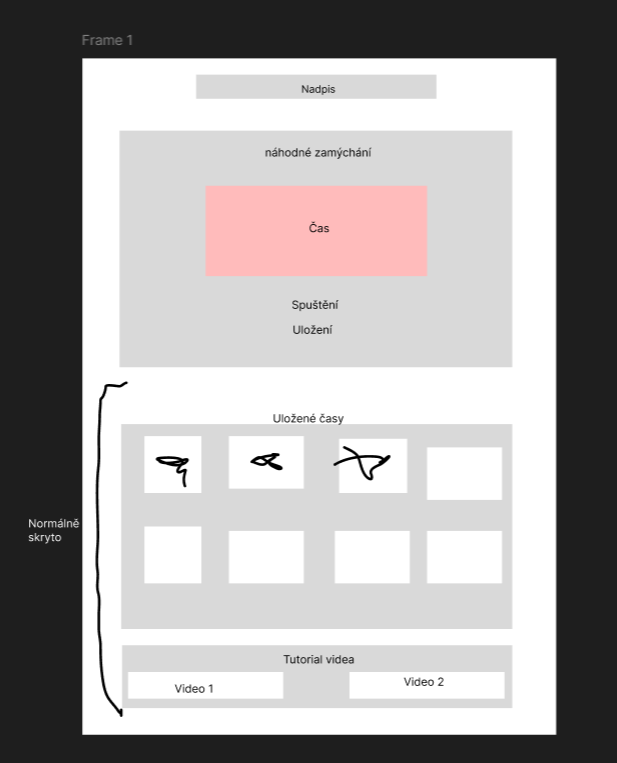 Frame 1
Nadpis
náhodné zamýchání
Čas
Spuštění
Uložení
Uložené časy
Normálně
skryto
Tutorial videa
Video 1
Video 2